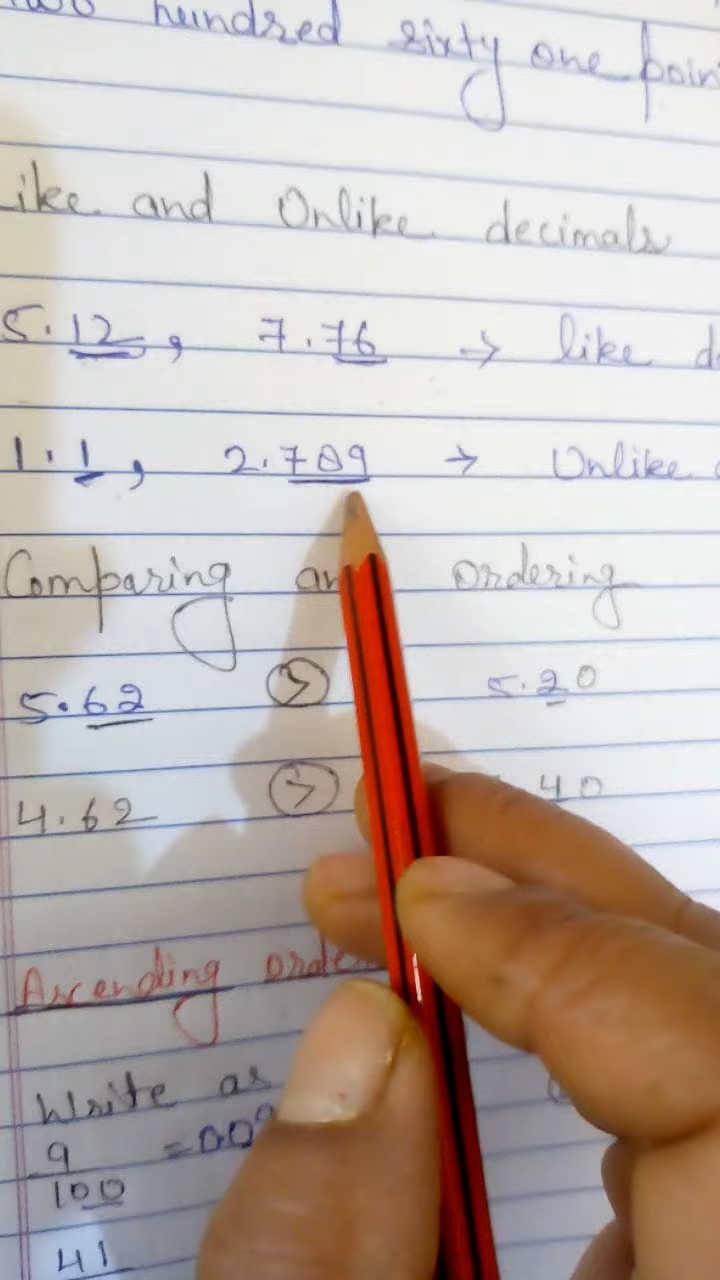 hundred sixty one poin
ike and Unlike decimals
5.12, 7.76 → like d
1.1, 2.789 → Unlike
Comparing an ordering
5.62 > 5.20
4.62 > 40
Ascending orde
Write as
9/100 = 00
41